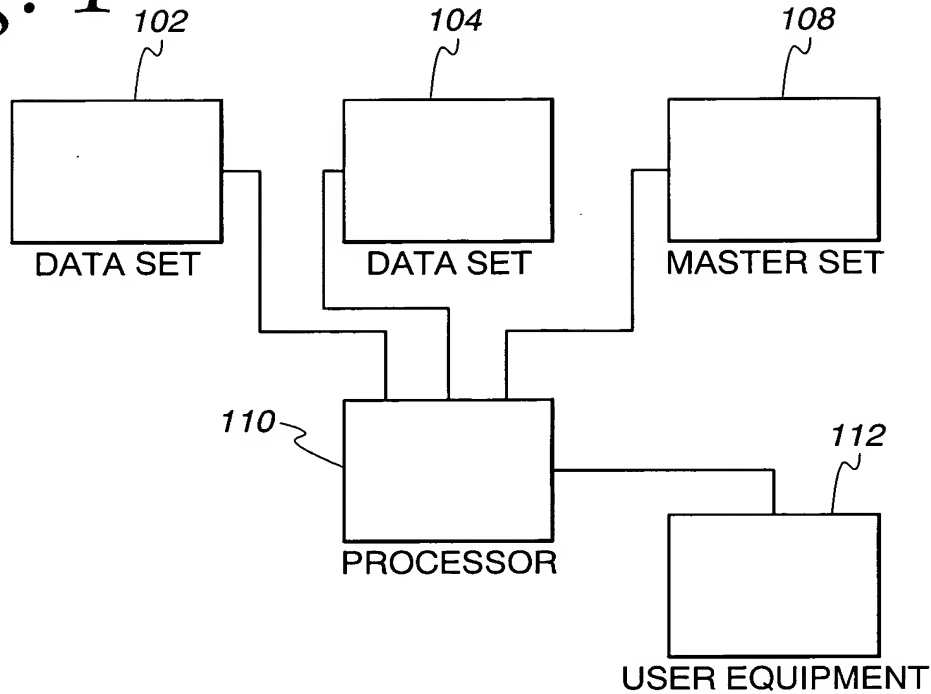 102
104
108
DATA SET
DATA SET
MASTER SET
110
112
PROCESSOR
USER EQUIPMENT